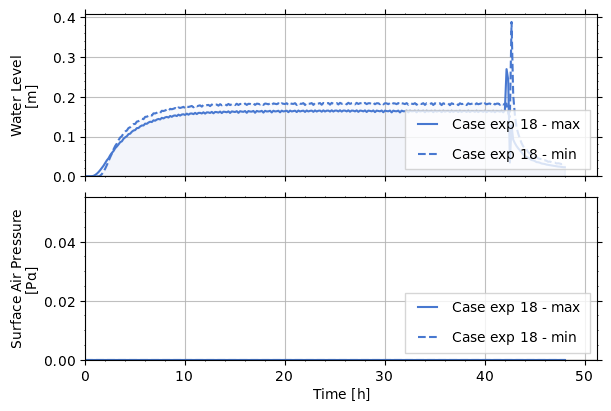 0.4
0.3
0.2
0.1
0.0
Water Level
[m]
Case exp 18 - max
Case exp 18 - min
0.04
0.02
0.00
Surface Air Pressure
[Pa]
Case exp 18 - max
Case exp 18 - min
0 10 20 30 40 50
Time [h]